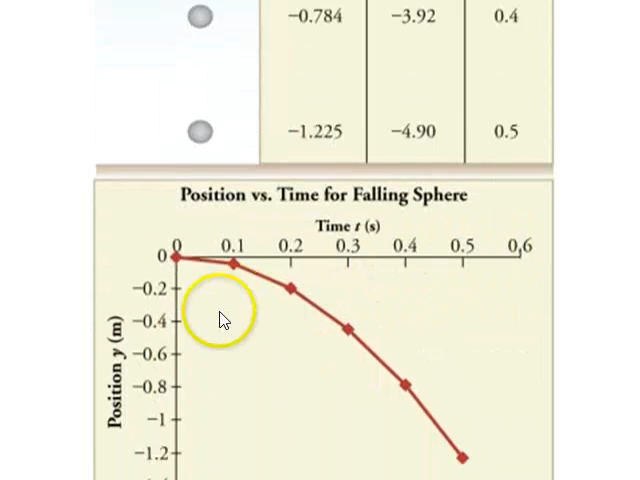 −0.784 −3.92 0.4
−1.225 −4.90 0.5
Position vs. Time for Falling Sphere
Time t (s)
0 0.1 0.2 0.3 0.4 0.5 0.6
0
−0.2
−0.4
−0.6
−0.8
−1
−1.2
Position y (m)